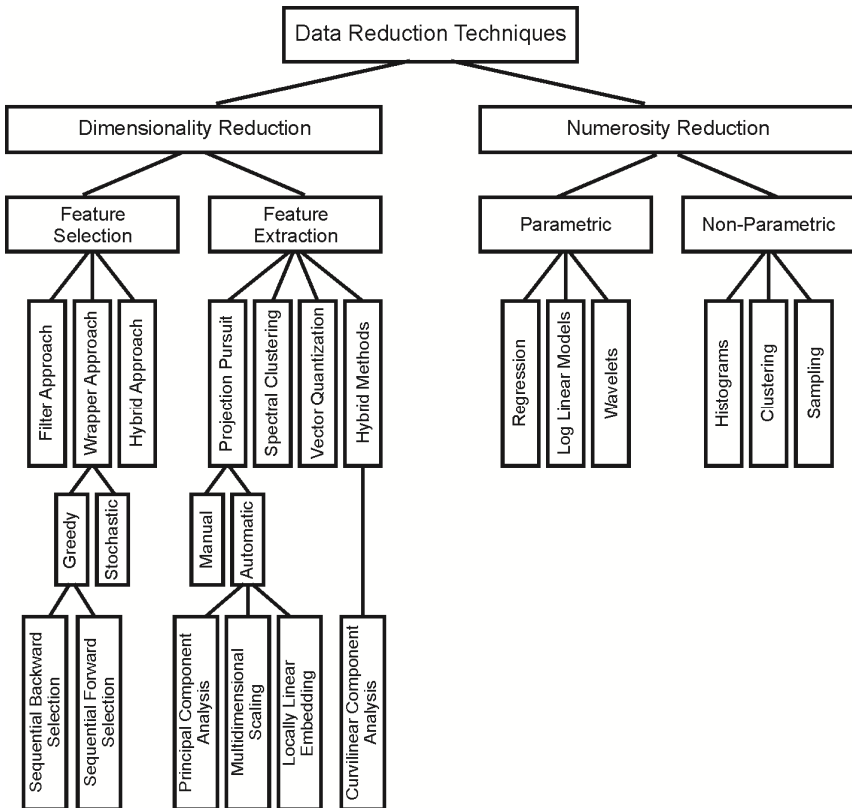 Data Reduction Techniques
Dimensionality Reduction
Numerosity Reduction
Feature
Selection
Feature
Extraction
Parametric
Non-Parametric
Filter Approach
Wrapper Approach
Hybrid Approach
Projection Pursuit
Spectral Clustering
Vector Quantization
Hybrid Methods
Regression
Log Linear Models
Wavelets
Histograms
Clustering
Sampling
Greedy
Stochastic
Manual
Automatic
Sequential Backward
Selection
Sequential Forward
Selection
Principal Component
Analysis
Multidimensional
Scaling
Locally Linear
Embedding
Curvilinear Component
Analysis